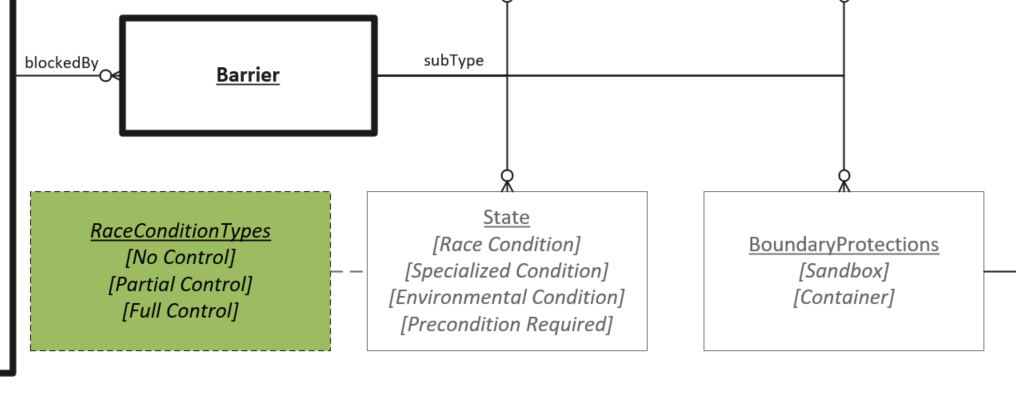 blockedBy
Barrier
subType
RaceConditionTypes
[No Control]
[Partial Control]
[Full Control]
State
[Race Condition]
[Specialized Condition]
[Environmental Condition]
[Precondition Required]
BoundaryProtections
[Sandbox]
[Container]